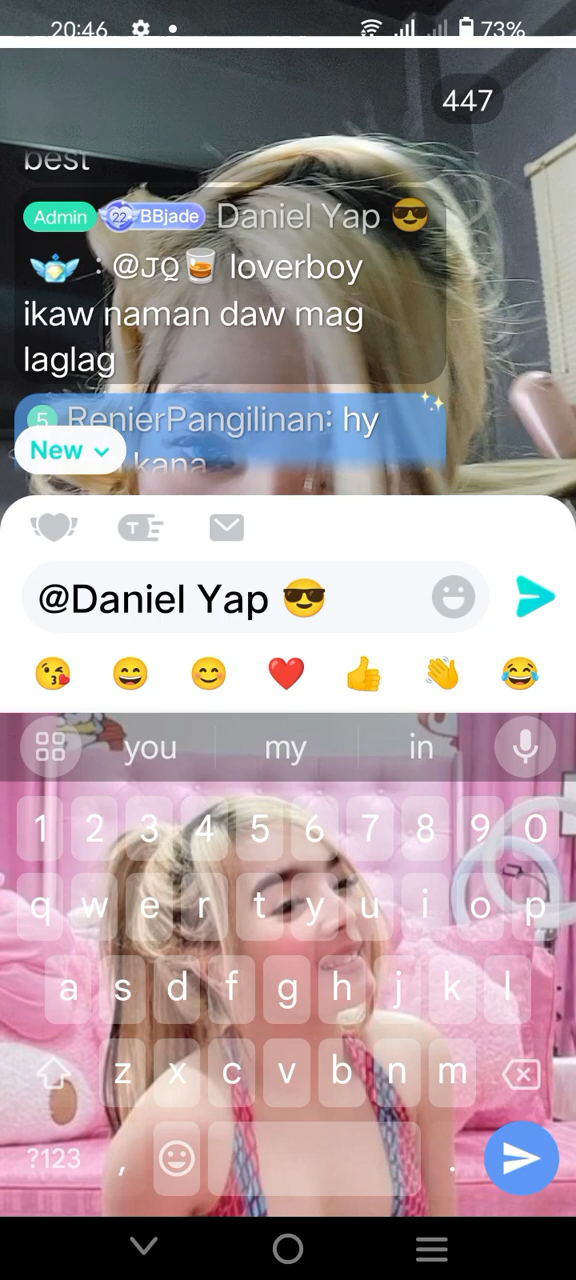 20:46 73%
447
best
Admin 22 BBjade Daniel Yap 😎
: @JQ🥃 loverboy
ikaw naman daw mag
laglag
5 RenierPangilinan: hy
New kana
@Daniel Yap 😎
😘 😄 😊 ❤️ 👍 👋 😂
you my in
1 2 3 4 5 6 7 8 9 0
q w e r t y u i o p
a s d f g h j k l
z x c v b n m
?123 , .